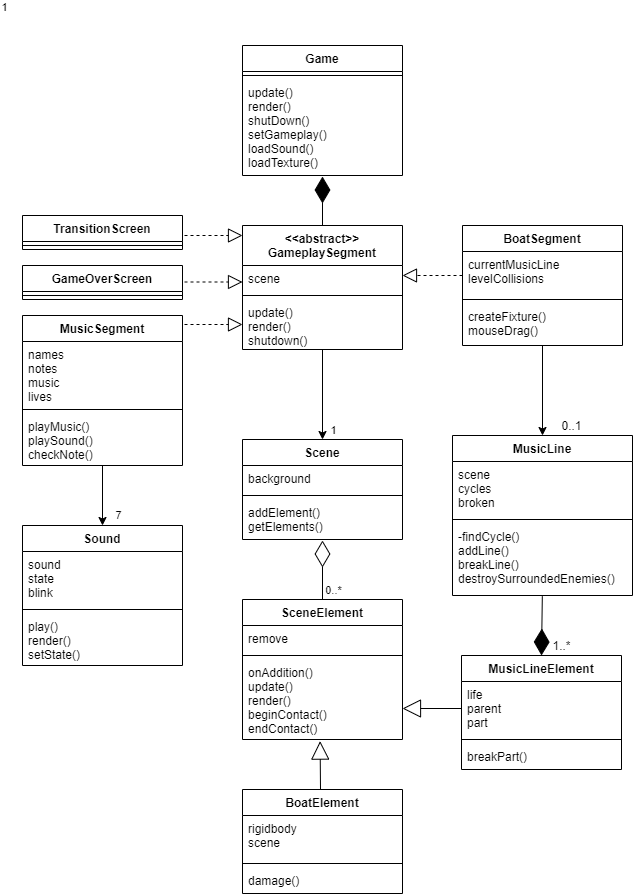 1
Game
update()
render()
shutDown()
setGameplay()
loadSound()
loadTexture()
TransitionScreen
GameOverScreen
MusicSegment
names
notes
music
lives
playMusic()
playSound()
checkNote()
7
Sound
sound
state
blink
play()
render()
setState()
<<abstract>>
GameplaySegment
scene
update()
render()
shutdown()
1
Scene
background
addElement()
getElements()
0..*
SceneElement
remove
onAddition()
update()
render()
beginContact()
endContact()
BoatElement
rigidbody
scene
damage()
BoatSegment
currentMusicLine
levelCollisions
createFixture()
mouseDrag()
0..1
MusicLine
scene
cycles
broken
-findCycle()
addLine()
breakLine()
destroySurroundedEnemies()
1..*
MusicLineElement
life
parent
part
breakPart()